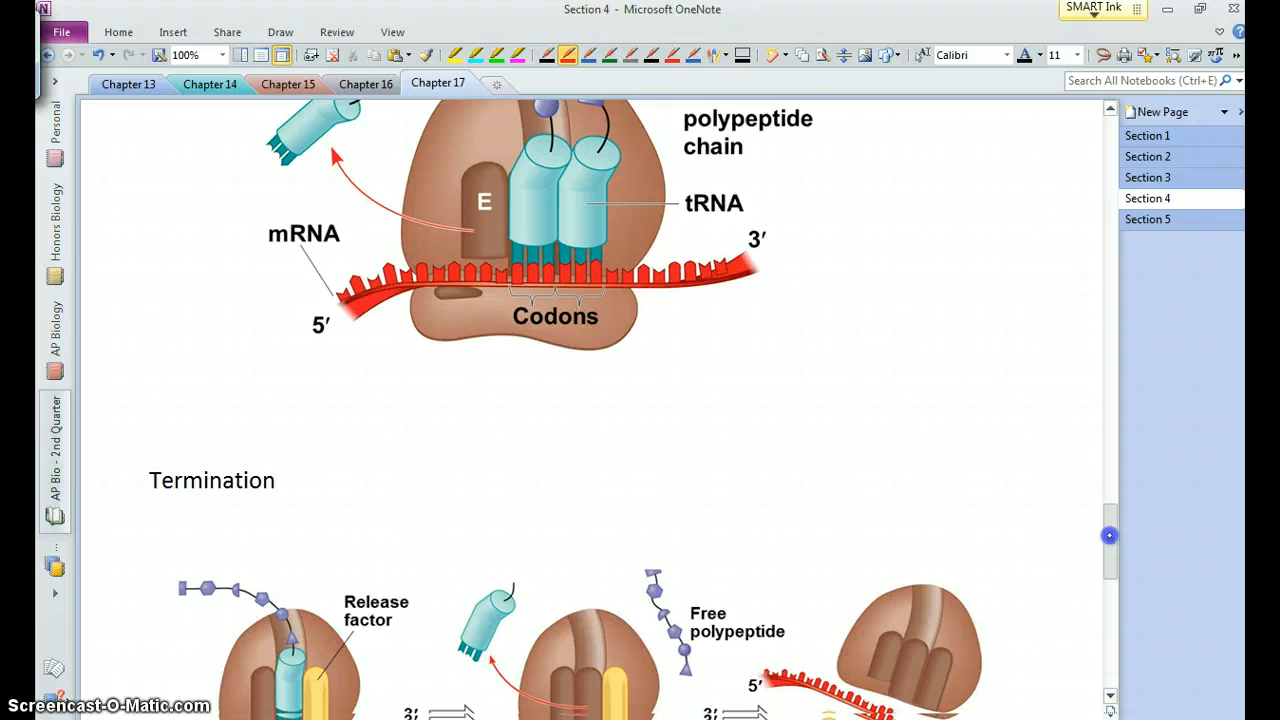 Section 4 - Microsoft OneNote
SMART Ink
File Home Insert Share Draw Review View
100%
Calibri 11
Chapter 13 Chapter 14 Chapter 15 Chapter 16 Chapter 17
Search All Notebooks (Ctrl+E)
New Page
Section 1
Section 2
Section 3
Section 4
Section 5
Personal
Honors Biology
AP Biology
AP Bio - 2nd Quarter
polypeptide
chain
E
tRNA
mRNA
3′
5′
Codons
Termination
Release
factor
Free
polypeptide
5′
3′
3′
Screencast-O-Matic.com